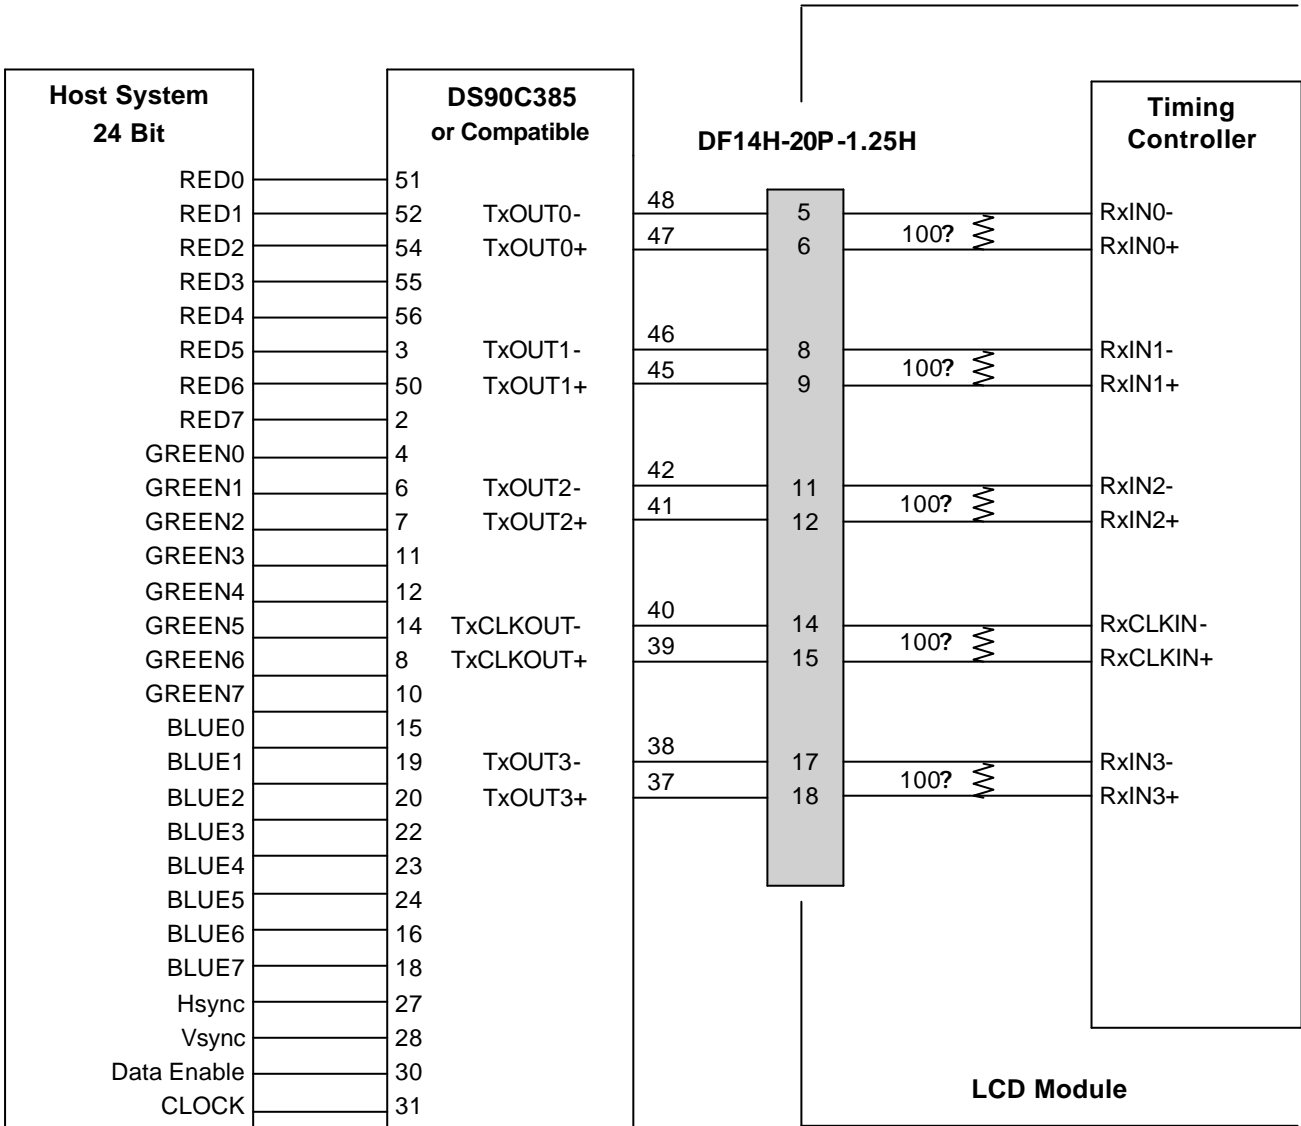 Host System
24 Bit
RED0
RED1
RED2
RED3
RED4
RED5
RED6
RED7
GREEN0
GREEN1
GREEN2
GREEN3
GREEN4
GREEN5
GREEN6
GREEN7
BLUE0
BLUE1
BLUE2
BLUE3
BLUE4
BLUE5
BLUE6
BLUE7
Hsync
Vsync
Data Enable
CLOCK
DS90C385
or Compatible
51
52
54
55
56
3
50
2
4
6
7
11
12
14
8
10
15
19
20
22
23
24
16
18
27
28
30
31
TxOUT0-
TxOUT0+
TxOUT1-
TxOUT1+
TxOUT2-
TxOUT2+
TxCLKOUT-
TxCLKOUT+
TxOUT3-
TxOUT3+
48
47
46
45
42
41
40
39
38
37
DF14H-20P-1.25H
5
6
8
9
11
12
14
15
17
18
100?
100?
100?
100?
100?
Timing
Controller
RxIN0-
RxIN0+
RxIN1-
RxIN1+
RxIN2-
RxIN2+
RxCLKIN-
RxCLKIN+
RxIN3-
RxIN3+
LCD Module